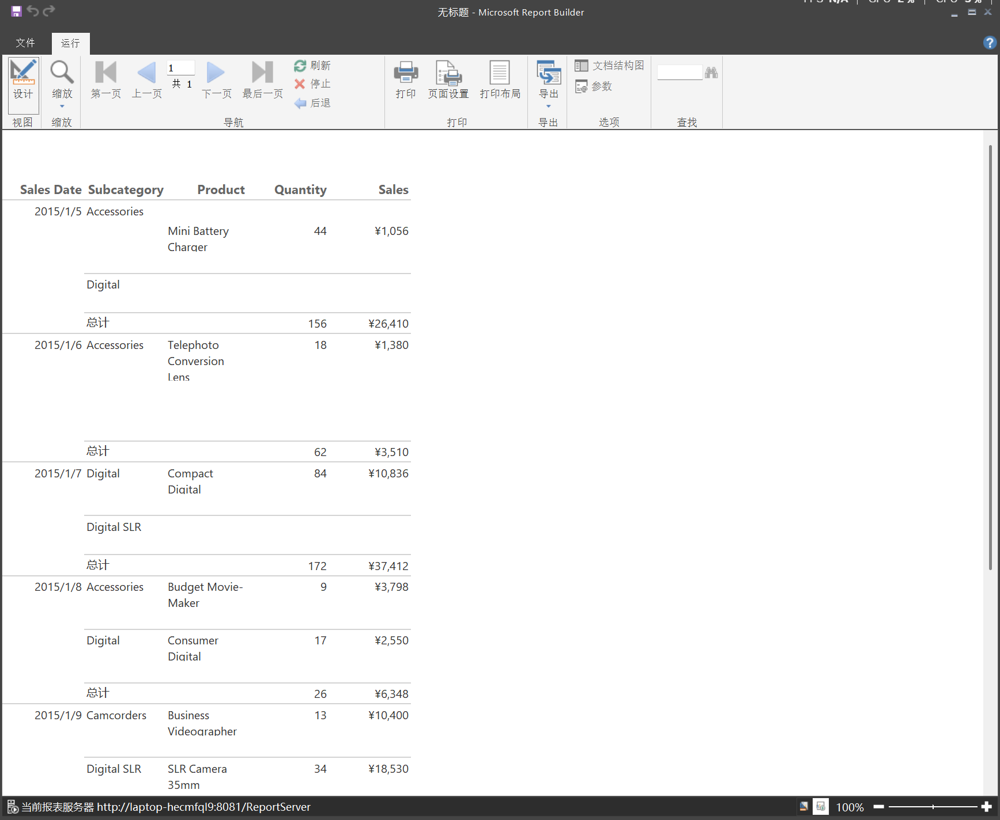 无标题 - Microsoft Report Builder
文件 运行
设计 缩放 第一页 上一页 1 共 1 下一页 最后一页 刷新 停止 后退 打印 页面设置 打印布局 导出 文档结构图 参数
视图 缩放 导航 打印 导出 选项 查找
Sales Date Subcategory Product Quantity Sales
2015/1/5 Accessories
Mini Battery 44 ¥1,056
Charger
Digital
总计 156 ¥26,410
2015/1/6 Accessories Telephoto 18 ¥1,380
Conversion
Lens
总计 62 ¥3,510
2015/1/7 Digital Compact 84 ¥10,836
Digital
Digital SLR
总计 172 ¥37,412
2015/1/8 Accessories Budget Movie- 9 ¥3,798
Maker
Digital Consumer 17 ¥2,550
Digital
总计 26 ¥6,348
2015/1/9 Camcorders Business 13 ¥10,400
Videographer
Digital SLR SLR Camera 34 ¥18,530
35mm
当前报表服务器 http://laptop-hecmfql9:8081/ReportServer 100%